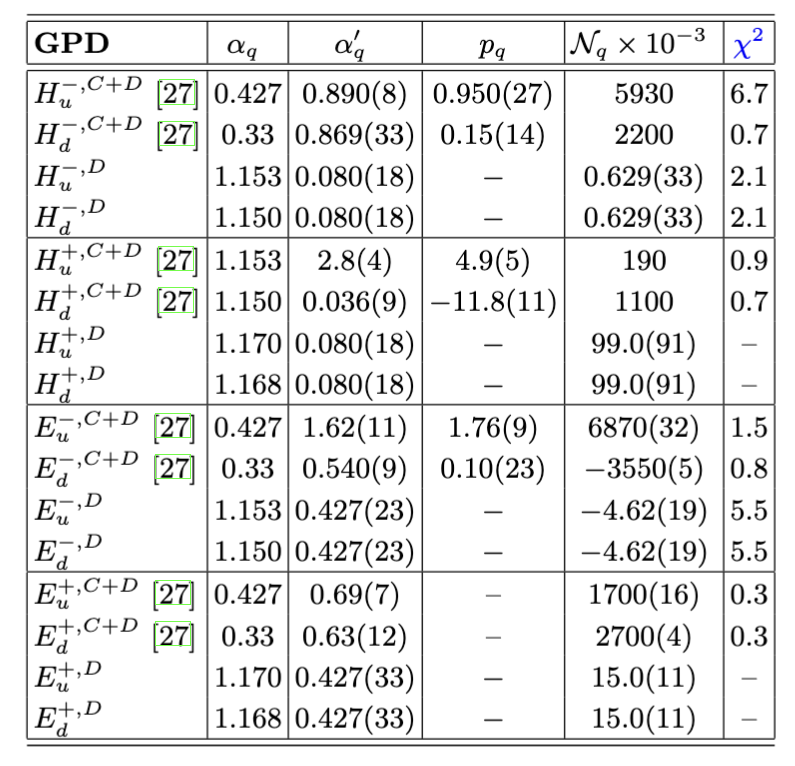 GPD α_q α′_q p_q 𝒩_q × 10⁻³ χ²
H_u^{−,C+D} [27] 0.427 0.890(8) 0.950(27) 5930 6.7
H_d^{−,C+D} [27] 0.33 0.869(33) 0.15(14) 2200 0.7
H_u^{−,D} 1.153 0.080(18) − 0.629(33) 2.1
H_d^{−,D} 1.150 0.080(18) − 0.629(33) 2.1
H_u^{+,C+D} [27] 1.153 2.8(4) 4.9(5) 190 0.9
H_d^{+,C+D} [27] 1.150 0.036(9) −11.8(11) 1100 0.7
H_u^{+,D} 1.170 0.080(18) − 99.0(91) –
H_d^{+,D} 1.168 0.080(18) − 99.0(91) –
E_u^{−,C+D} [27] 0.427 1.62(11) 1.76(9) 6870(32) 1.5
E_d^{−,C+D} [27] 0.33 0.540(9) 0.10(23) −3550(5) 0.8
E_u^{−,D} 1.153 0.427(23) − −4.62(19) 5.5
E_d^{−,D} 1.150 0.427(23) − −4.62(19) 5.5
E_u^{+,C+D} [27] 0.427 0.69(7) – 1700(16) 0.3
E_d^{+,C+D} [27] 0.33 0.63(12) – 2700(4) 0.3
E_u^{+,D} 1.170 0.427(33) − 15.0(11) –
E_d^{+,D} 1.168 0.427(33) − 15.0(11) –